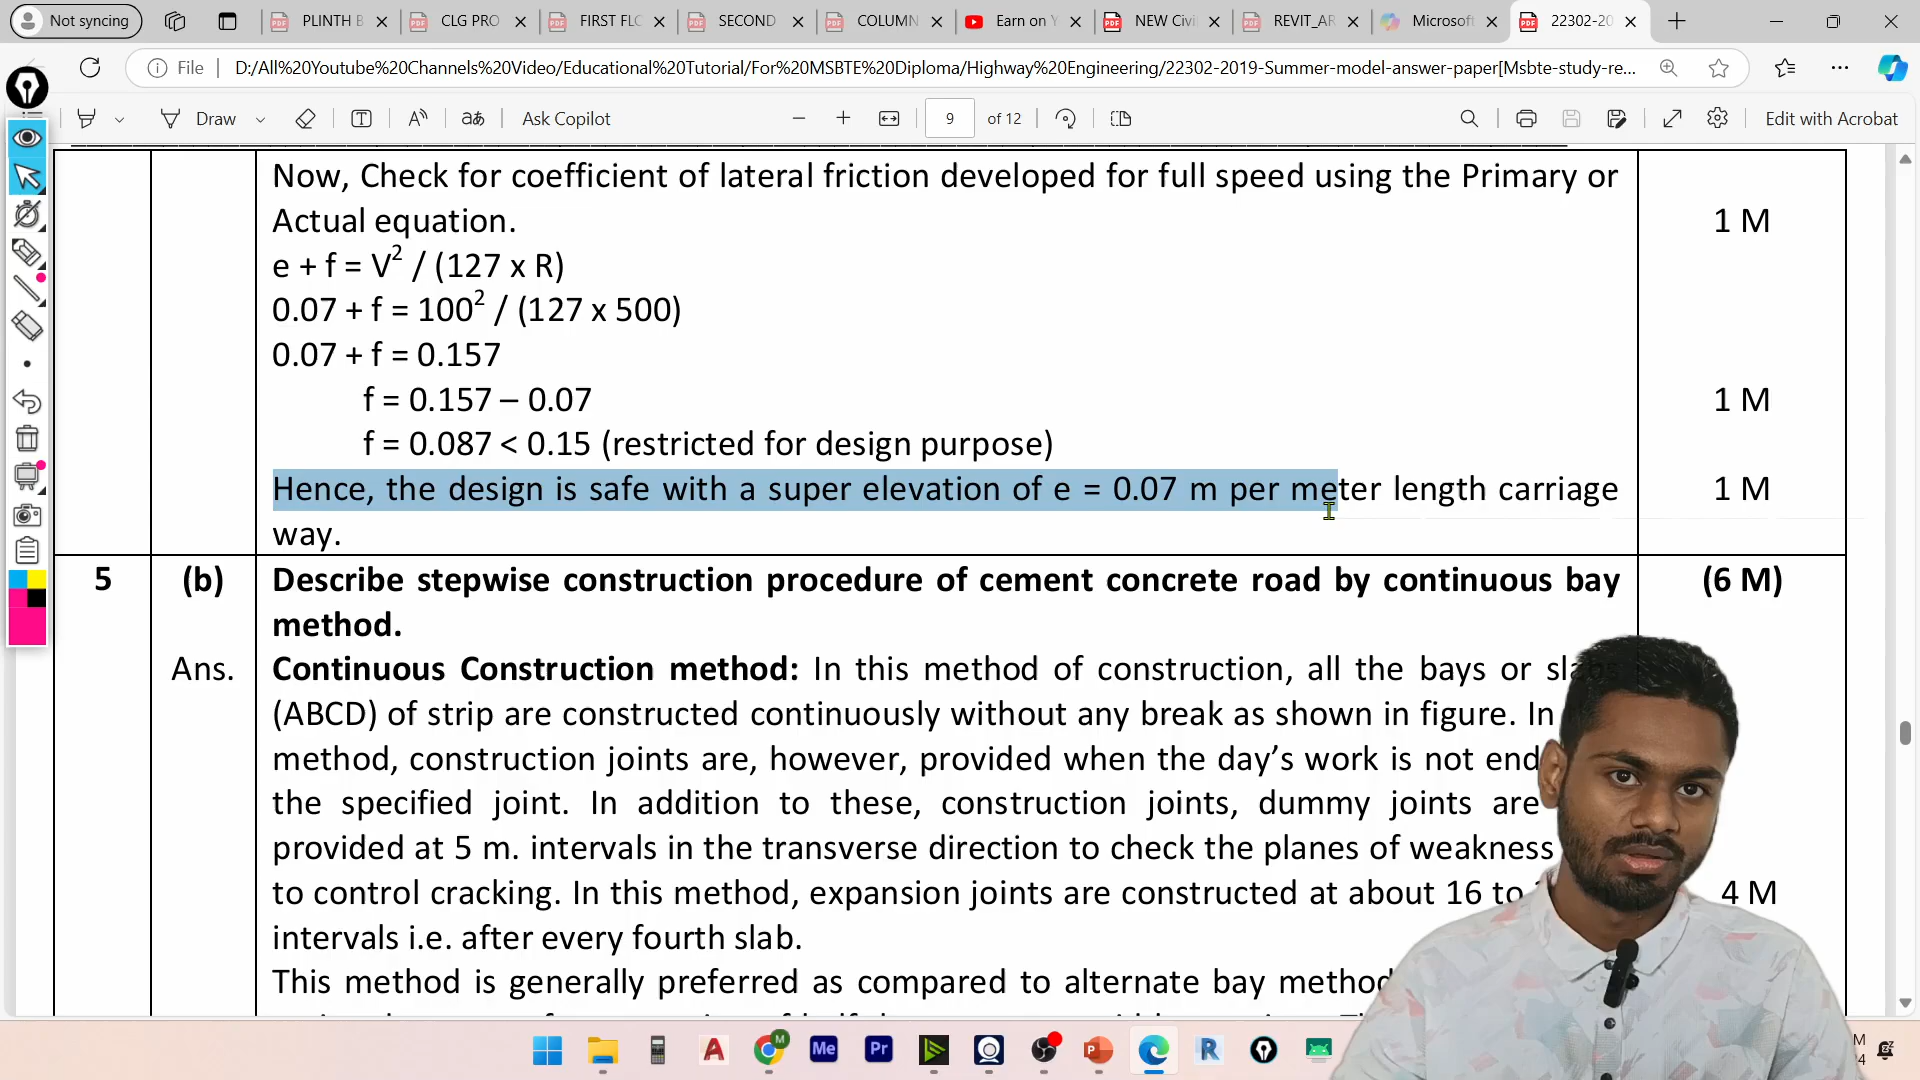 Not syncing
PLINTH B
CLG PRO
FIRST FLC
SECOND
COLUMN
Earn on Y
NEW Civi
REVIT_AR
Microsof
22302-20
File
D:/All%20Youtube%20Channels%20Video/Educational%20Tutorial/For%20MSBTE%20Diploma/Highway%20Engineering/22302-2019-Summer-model-answer-paper[Msbte-study-re...
Draw
Ask Copilot
9 of 12
Edit with Acrobat
Now, Check for coefficient of lateral friction developed for full speed using the Primary or
Actual equation. 1 M
e + f = V² / (127 x R)
0.07 + f = 100² / (127 x 500)
0.07 + f = 0.157
f = 0.157 – 0.07 1 M
f = 0.087 < 0.15 (restricted for design purpose)
Hence, the design is safe with a super elevation of e = 0.07 m per meter length carriage 1 M
way.
5 (b) Describe stepwise construction procedure of cement concrete road by continuous bay (6 M)
method.
Ans. Continuous Construction method: In this method of construction, all the bays or slabs
(ABCD) of strip are constructed continuously without any break as shown in figure. In
method, construction joints are, however, provided when the day's work is not end
the specified joint. In addition to these, construction joints, dummy joints are
provided at 5 m. intervals in the transverse direction to check the planes of weakness
to control cracking. In this method, expansion joints are constructed at about 16 to 4 M
intervals i.e. after every fourth slab.
This method is generally preferred as compared to alternate bay method